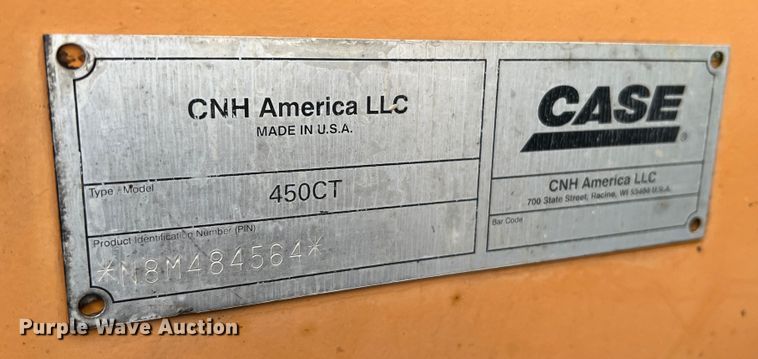 CNH America LLC
MADE IN U.S.A.
Type - Model
450CT
Product Identification Number (PIN)
*N8M484564*
CASE
®
CNH America LLC
700 State Street, Racine, WI 53400 U.S.A.
Bar Code
Purple Wave Auction